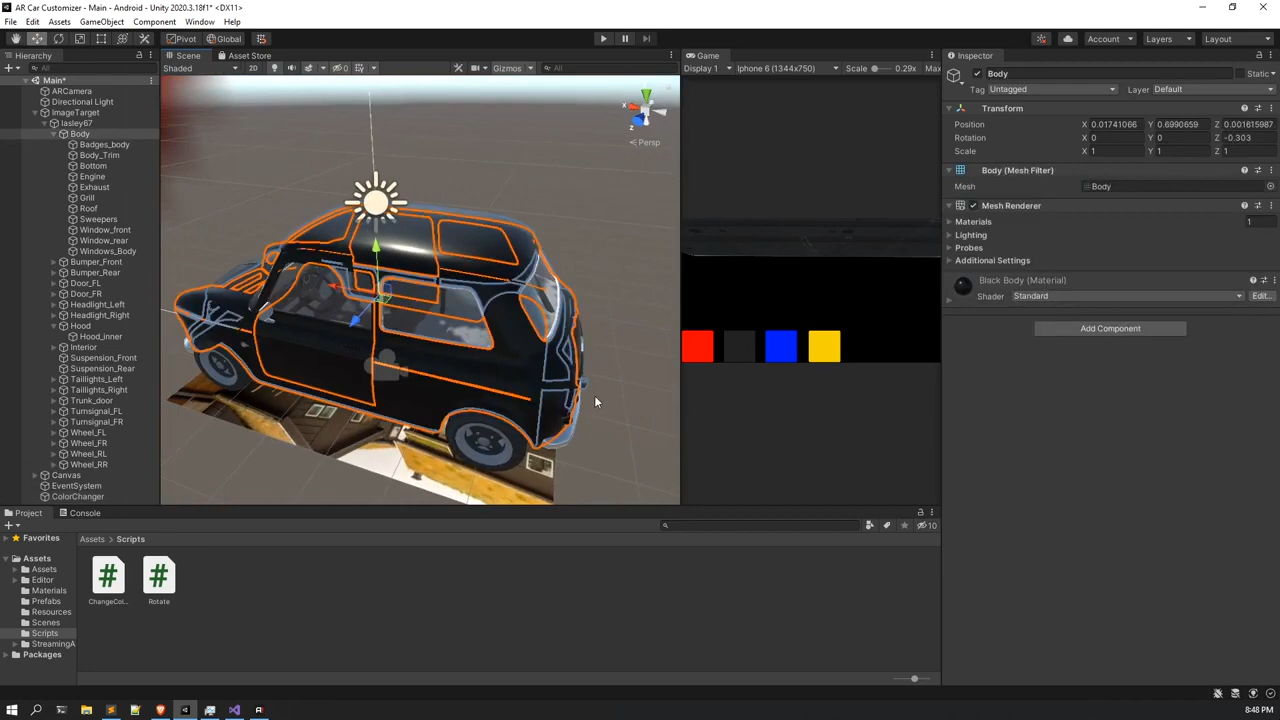 AR Car Customizer - Main - Android - Unity 2020.3.18f1* <DX11>
File Edit Assets GameObject Component Window Help
Pivot Global
Account Layers Layout
Hierarchy
All
Main*
ARCamera
Directional Light
ImageTarget
lasley67
Body
Badges_body
Body_Trim
Bottom
Engine
Exhaust
Grill
Roof
Sweepers
Window_front
Window_rear
Windows_Body
Bumper_Front
Bumper_Rear
Door_FL
Door_FR
Headlight_Left
Headlight_Right
Hood
Hood_inner
Interior
Suspension_Front
Suspension_Rear
Taillights_Left
Taillights_Right
Trunk_door
Turnsignal_FL
Turnsignal_FR
Wheel_FL
Wheel_FR
Wheel_RL
Wheel_RR
Canvas
EventSystem
ColorChanger
Scene Asset Store
Shaded 2D 0 Gizmos All
x
z
Persp
Game
Display 1 Iphone 6 (1344x750) Scale 0.29x Max
Inspector
Body Static
Tag Untagged Layer Default
Transform
Position X 0.01741066 Y 0.6990659 Z 0.001615987
Rotation X 0 Y 0 Z -0.303
Scale X 1 Y 1 Z 1
Body (Mesh Filter)
Mesh Body
Mesh Renderer
Materials 1
Lighting
Probes
Additional Settings
Black Body (Material)
Shader Standard Edit...
Add Component
Project Console
10
Favorites
Assets
Assets
Editor
Materials
Prefabs
Resources
Scenes
Scripts
StreamingA
Packages
Assets > Scripts
#
ChangeCol...
#
Rotate
8:48 PM